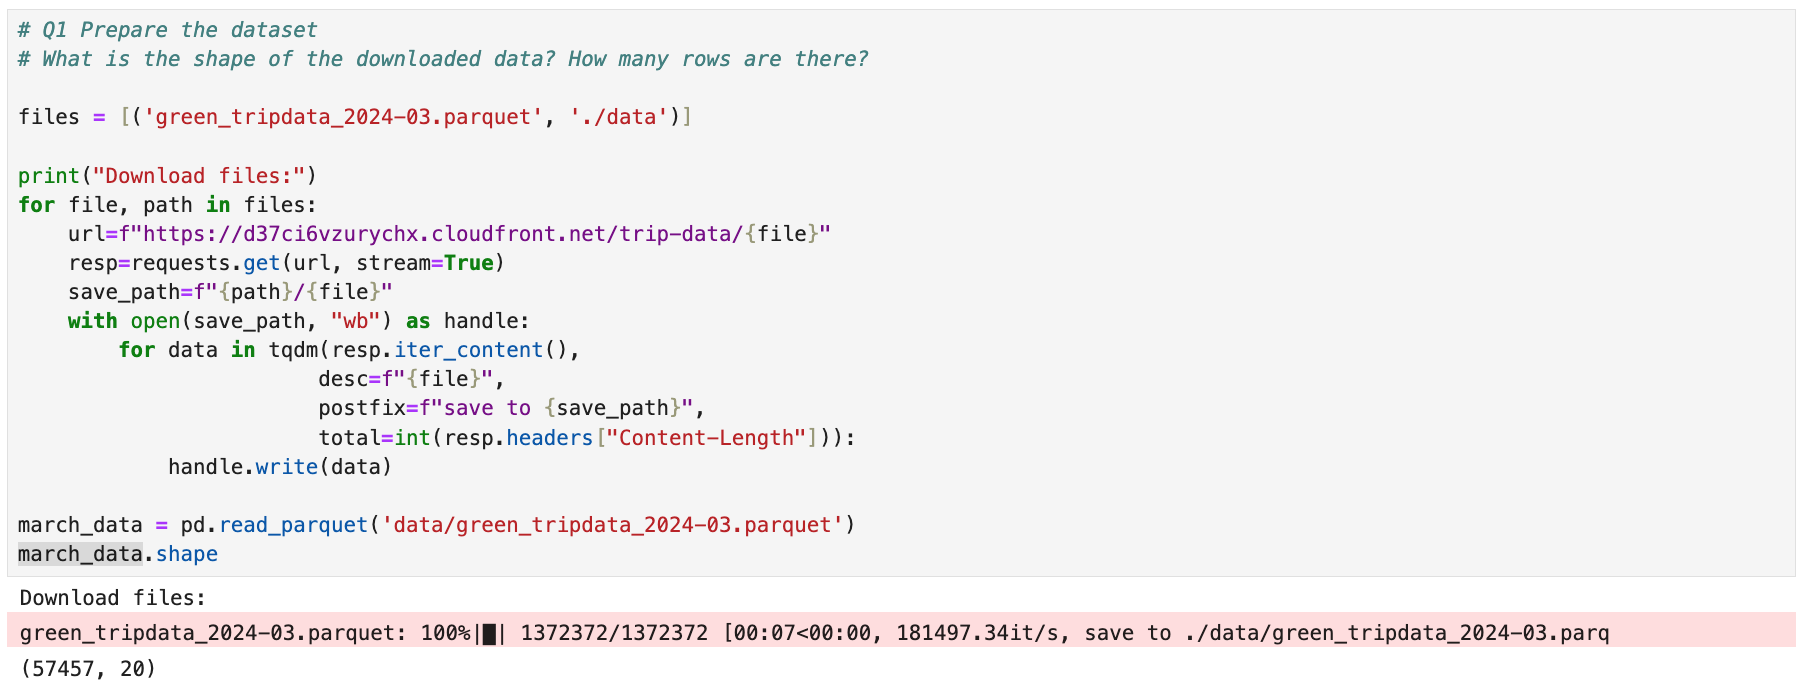 # Q1 Prepare the dataset
# What is the shape of the downloaded data? How many rows are there?
files = [('green_tripdata_2024-03.parquet', './data')]
print("Download files:")
for file, path in files:
    url=f"https://d37ci6vzurychx.cloudfront.net/trip-data/{file}"
    resp=requests.get(url, stream=True)
    save_path=f"{path}/{file}"
    with open(save_path, "wb") as handle:
        for data in tqdm(resp.iter_content(),
                        desc=f"{file}",
                        postfix=f"save to {save_path}",
                        total=int(resp.headers["Content-Length"])):
            handle.write(data)
march_data = pd.read_parquet('data/green_tripdata_2024-03.parquet')
march_data.shape
Download files:
green_tripdata_2024-03.parquet: 100%|█| 1372372/1372372 [00:07<00:00, 181497.34it/s, save to ./data/green_tripdata_2024-03.parq
(57457, 20)